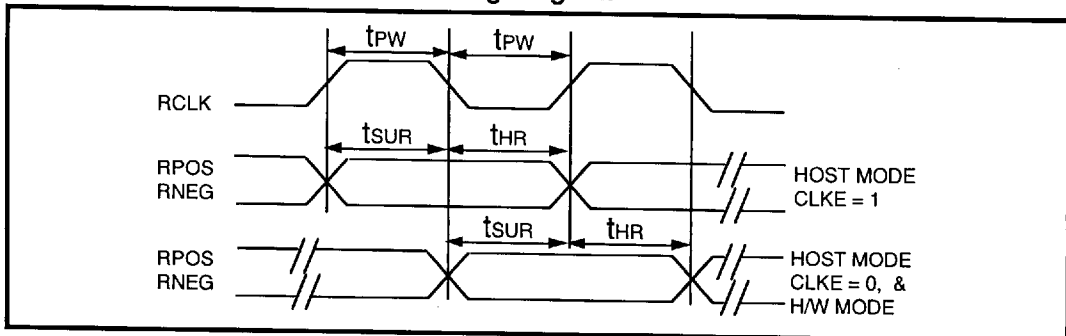 tPW tPW
RCLK
tSUR tHR
RPOS
RNEG
HOST MODE
CLKE = 1
tSUR tHR
RPOS
RNEG
HOST MODE
CLKE = 0, &
H/W MODE